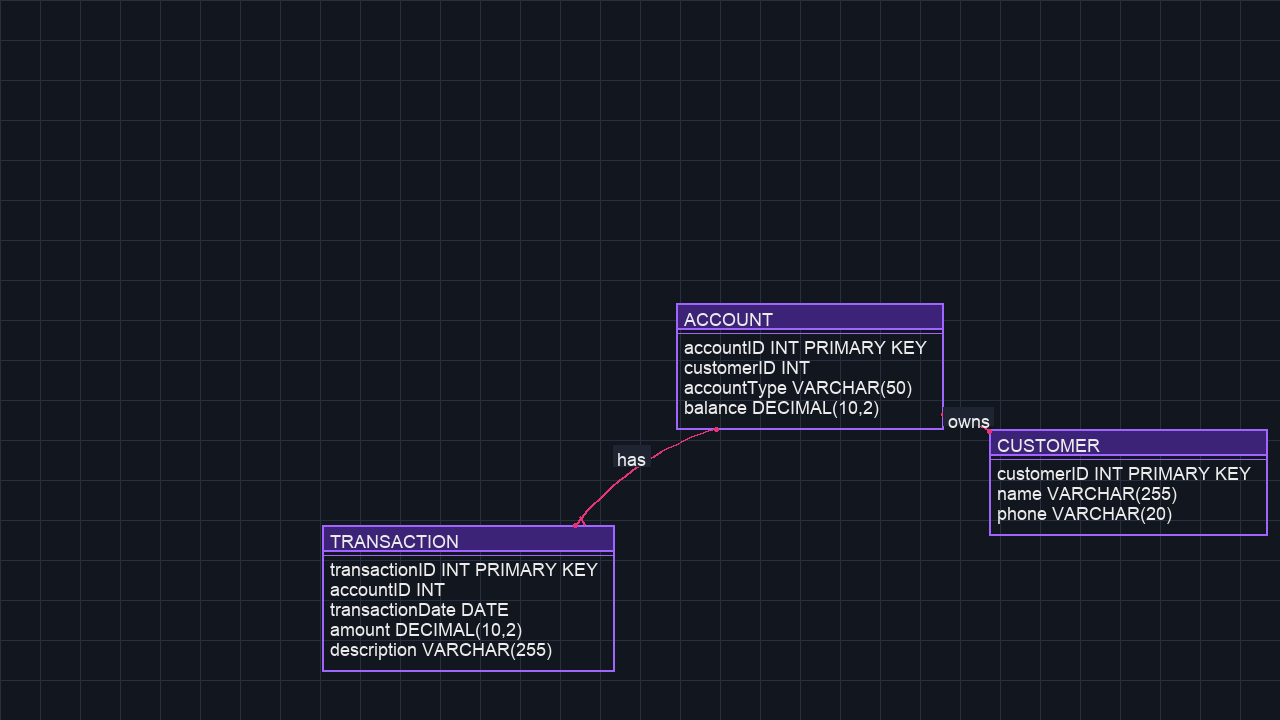 ACCOUNT
accountID INT PRIMARY KEY
customerID INT
accountType VARCHAR(50)
balance DECIMAL(10,2)
owns
CUSTOMER
customerID INT PRIMARY KEY
name VARCHAR(255)
phone VARCHAR(20)
has
TRANSACTION
transactionID INT PRIMARY KEY
accountID INT
transactionDate DATE
amount DECIMAL(10,2)
description VARCHAR(255)